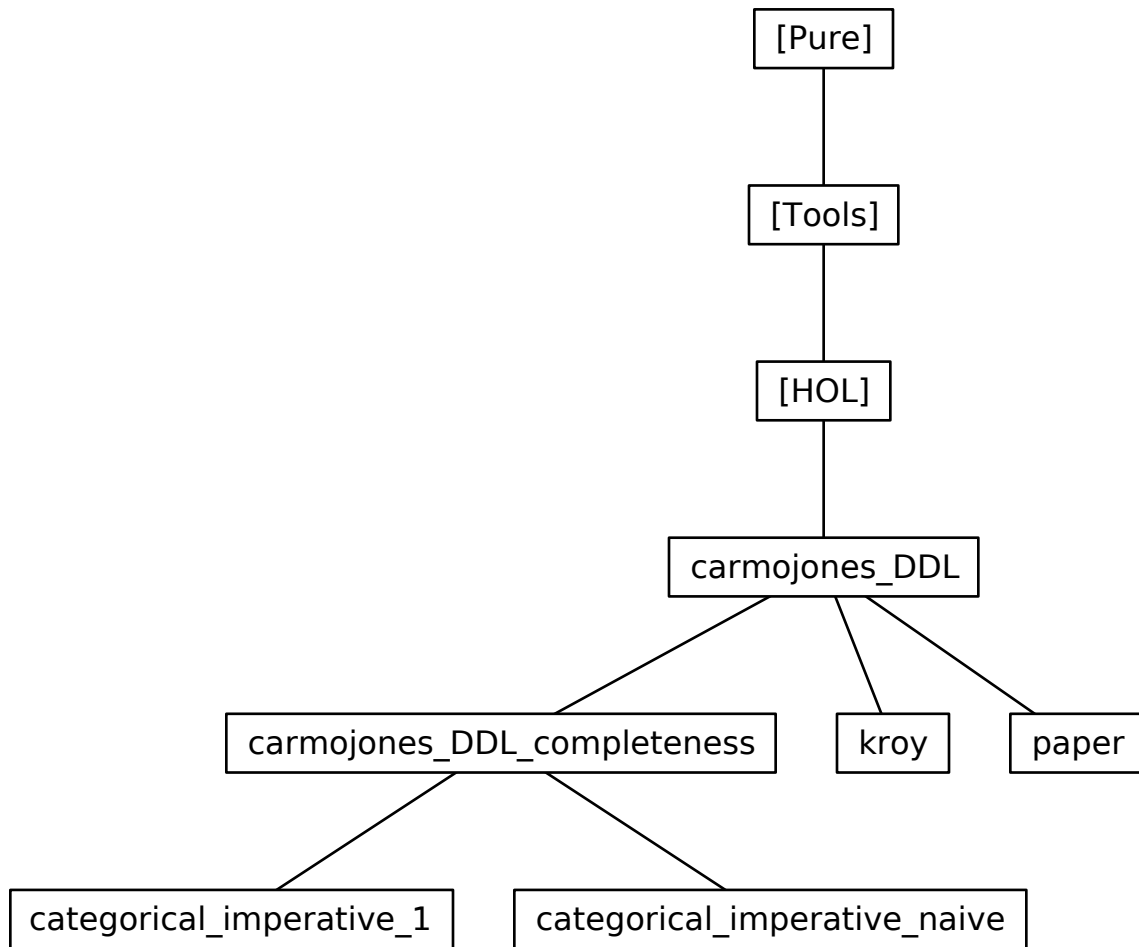 [Pure]
[Tools]
[HOL]
carmojones_DDL
carmojones_DDL_completeness
kroy
paper
categorical_imperative_1
categorical_imperative_naive